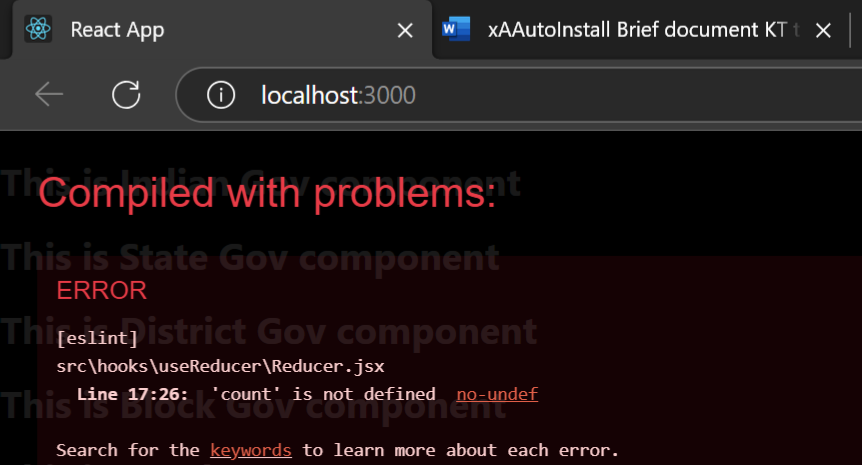 React App
xAAutoInstall Brief document KT t
localhost:3000
This is Indian Gov component
Compiled with problems:
This is State Gov component
ERROR
This is District Gov component
[eslint]
src\hooks\useReducer\Reducer.jsx
Line 17:26: 'count' is not defined no-undef
This is Block Gov component
Search for the keywords to learn more about each error.